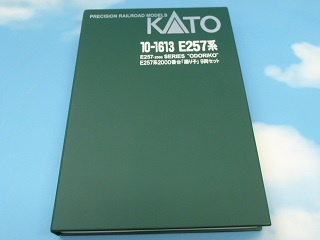 PRECISION RAILROAD MODELS
KATO
10-1613 E257系
E257-2000 SERIES "ODORIKO"
E257系2000番台「踊り子」9両セット